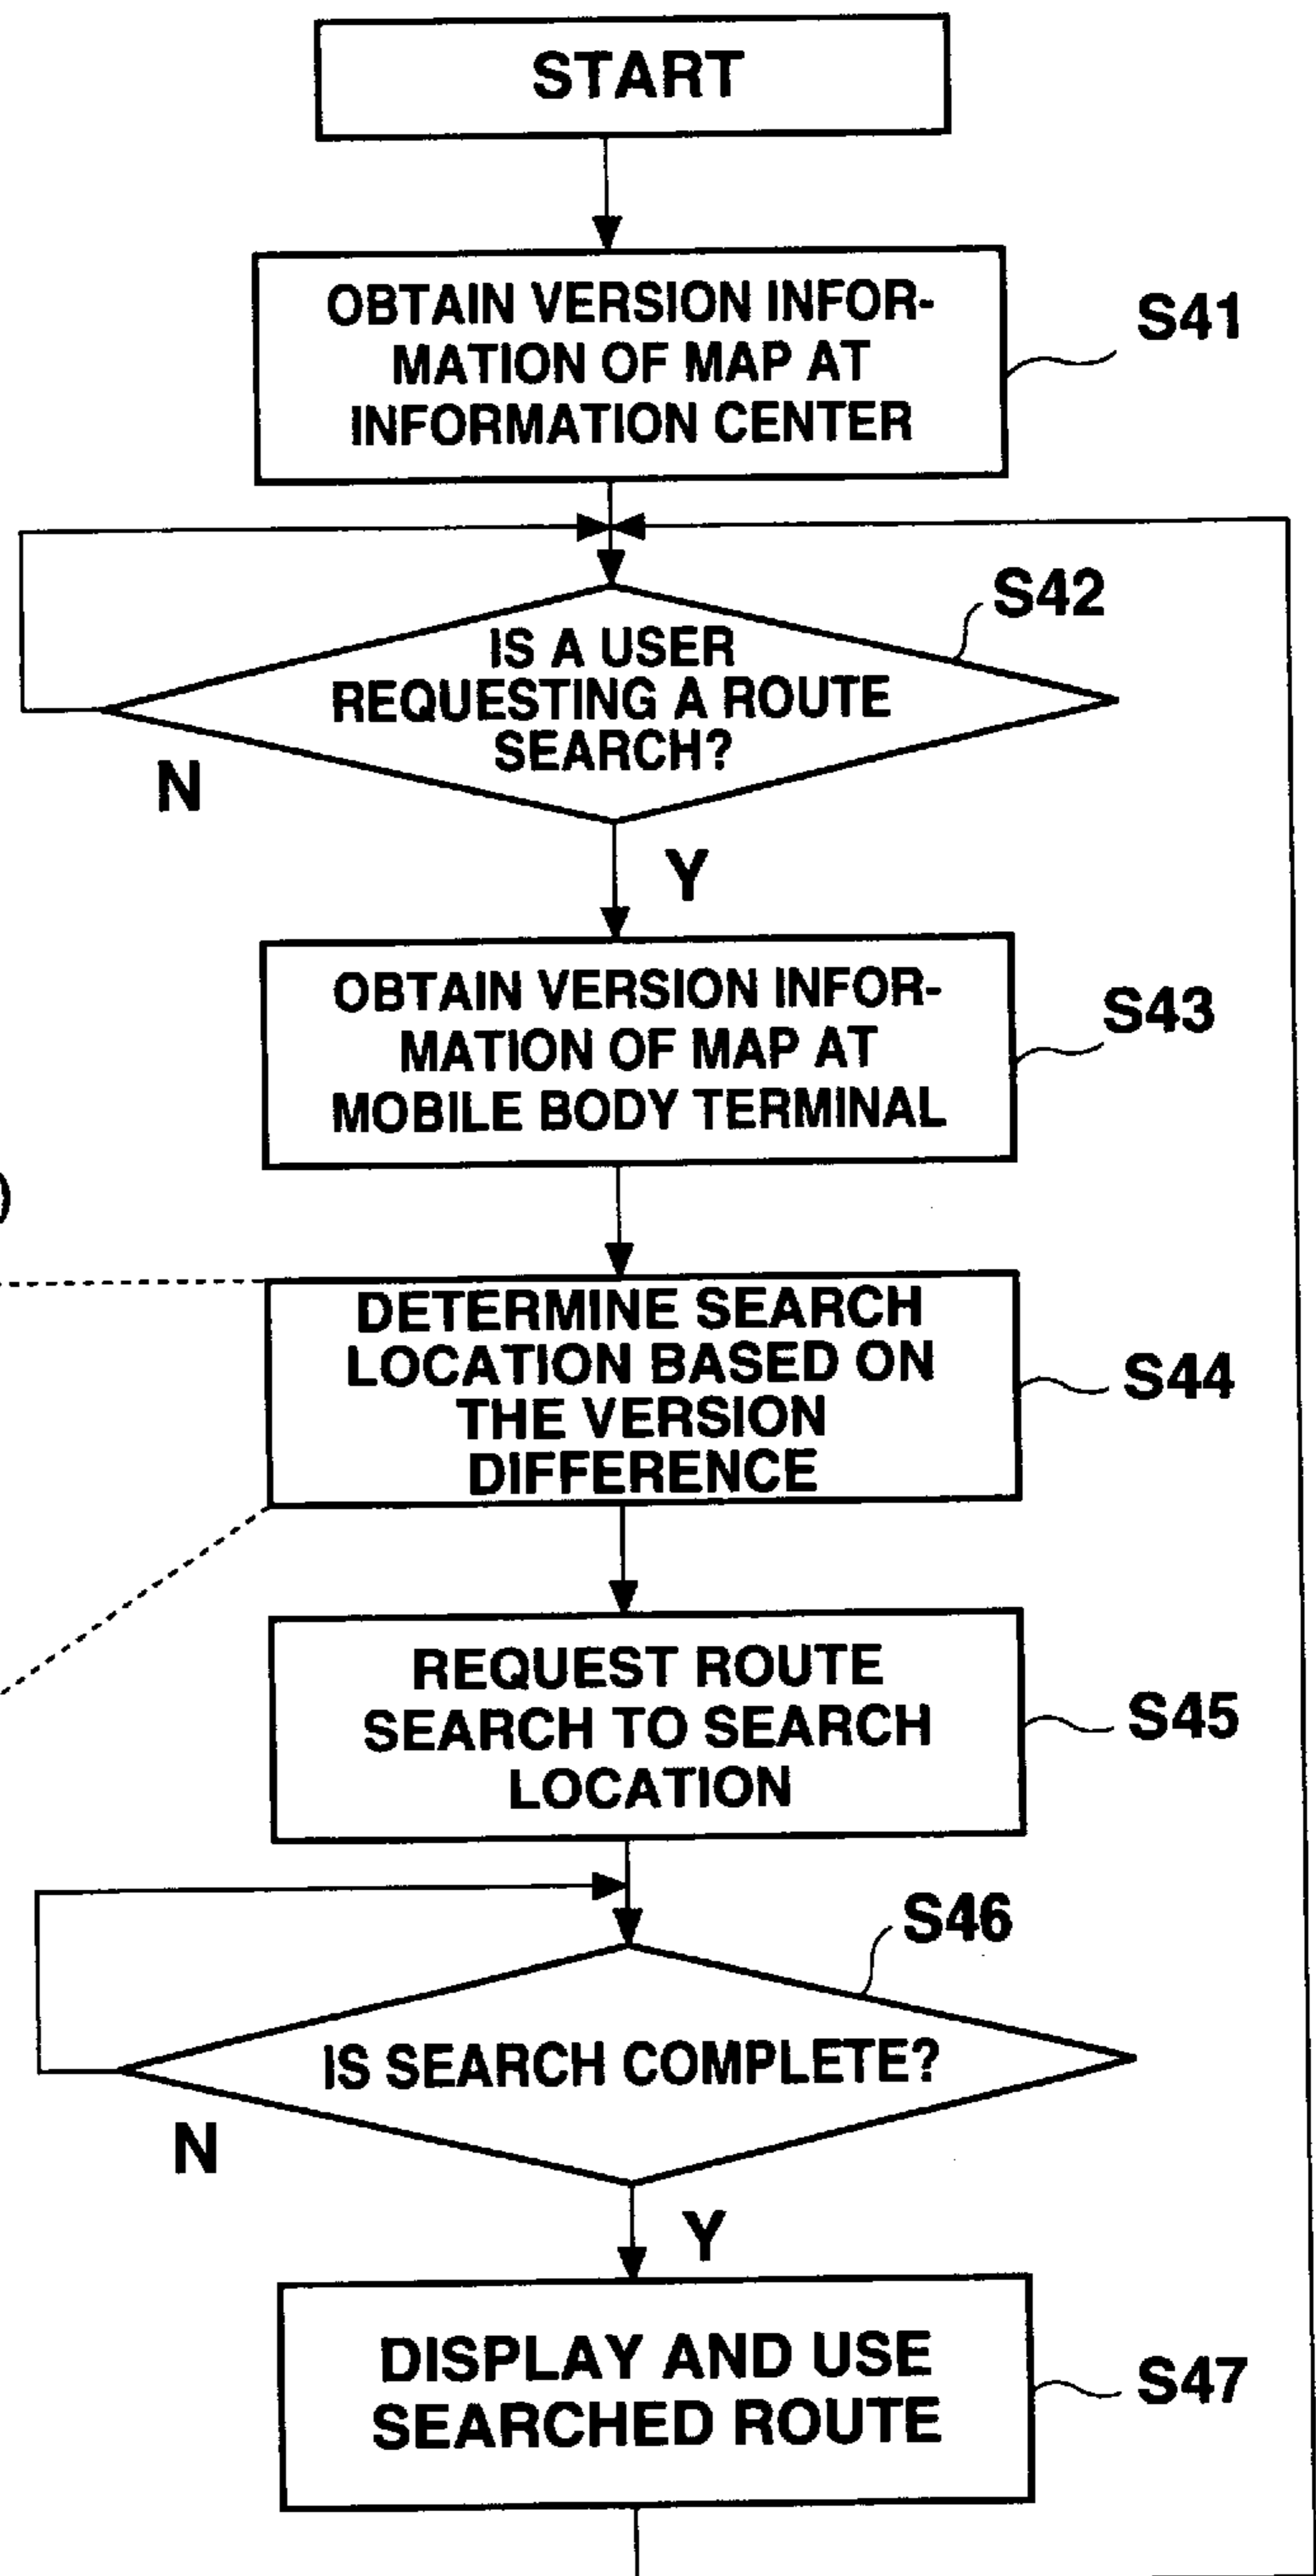 START
OBTAIN VERSION INFOR-
MATION OF MAP AT
INFORMATION CENTER
S41
S42
IS A USER
REQUESTING A ROUTE
SEARCH?
N
Y
OBTAIN VERSION INFOR-
MATION OF MAP AT
MOBILE BODY TERMINAL
S43
)
DETERMINE SEARCH
LOCATION BASED ON
THE VERSION
DIFFERENCE
S44
REQUEST ROUTE
SEARCH TO SEARCH
LOCATION
S45
S46
IS SEARCH COMPLETE?
N
Y
DISPLAY AND USE
SEARCHED ROUTE
S47